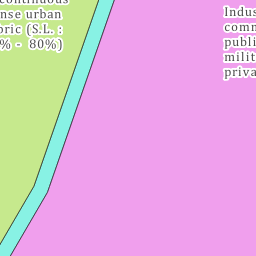 continuous
nse urban
bric (S.L. :
% - 80%)
Indus
comm
publi
milit
priva